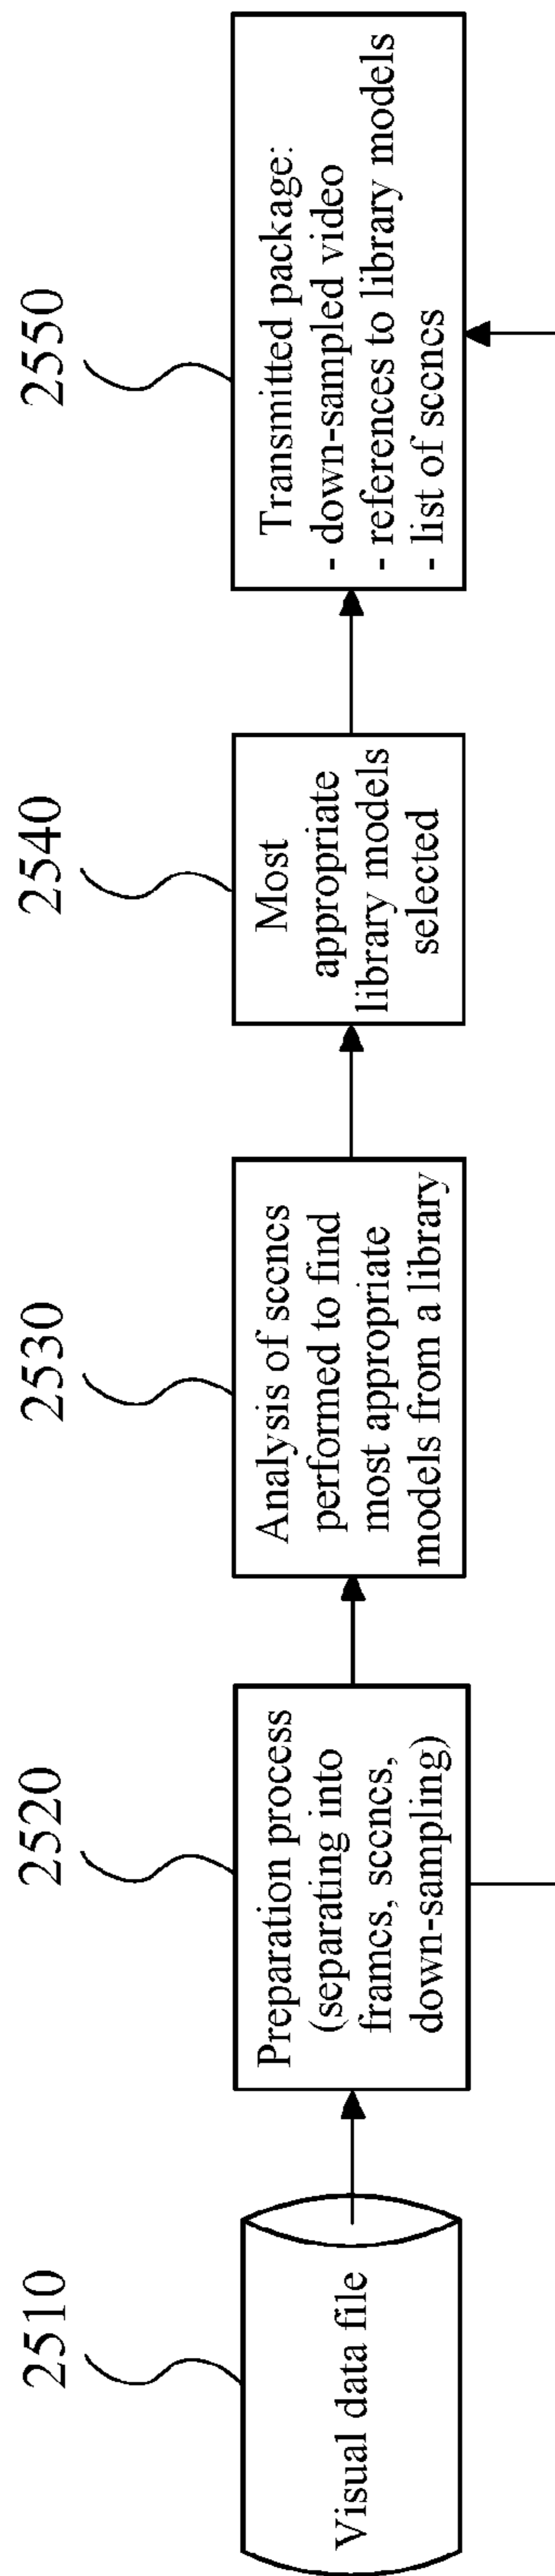 2510
Visual data file
2520
Preparation process
(separating into
frames, scenes,
down-sampling)
2530
Analysis of scenes
performed to find
most appropriate
models from a library
2540
Most
appropriate
library models
selected
2550
Transmitted package:
- down-sampled video
- references to library models
- list of scenes